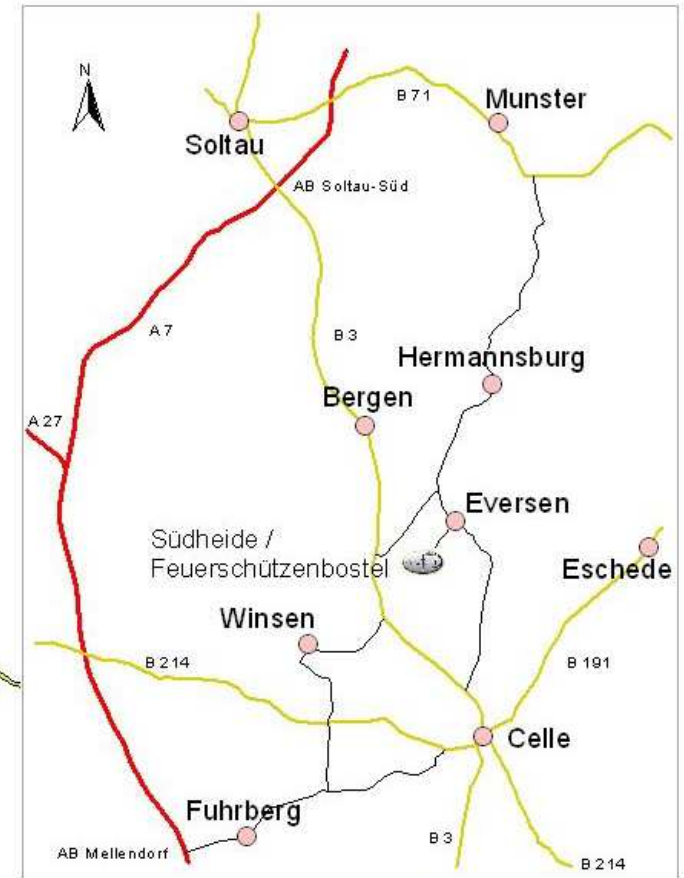 N
B 71
Munster
Soltau
AB Soltau-Süd
A 7
B 3
Hermannsburg
Bergen
A 27
Eversen
Südheide /
Feuerschützenbostel
Eschede
Winsen
B 214
B 191
Celle
Fuhrberg
B 3
AB Mellendorf
B 214